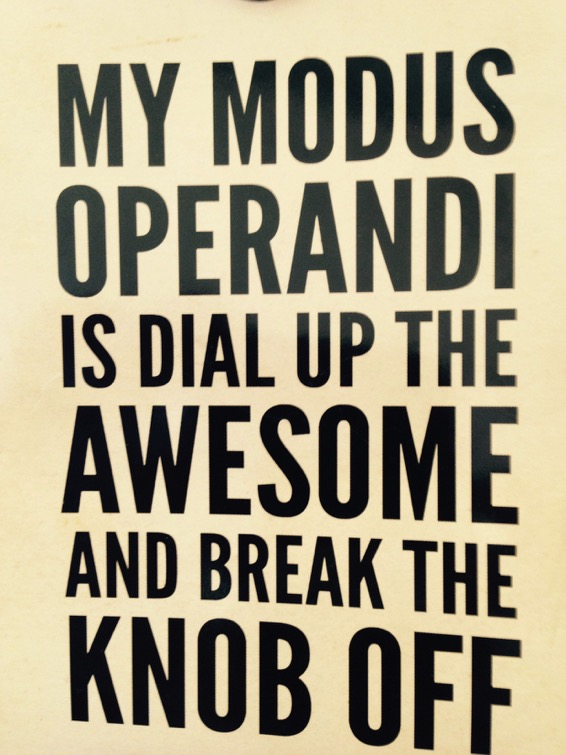 MY MODUS
OPERANDI
IS DIAL UP THE
AWESOME
AND BREAK THE
KNOB OFF